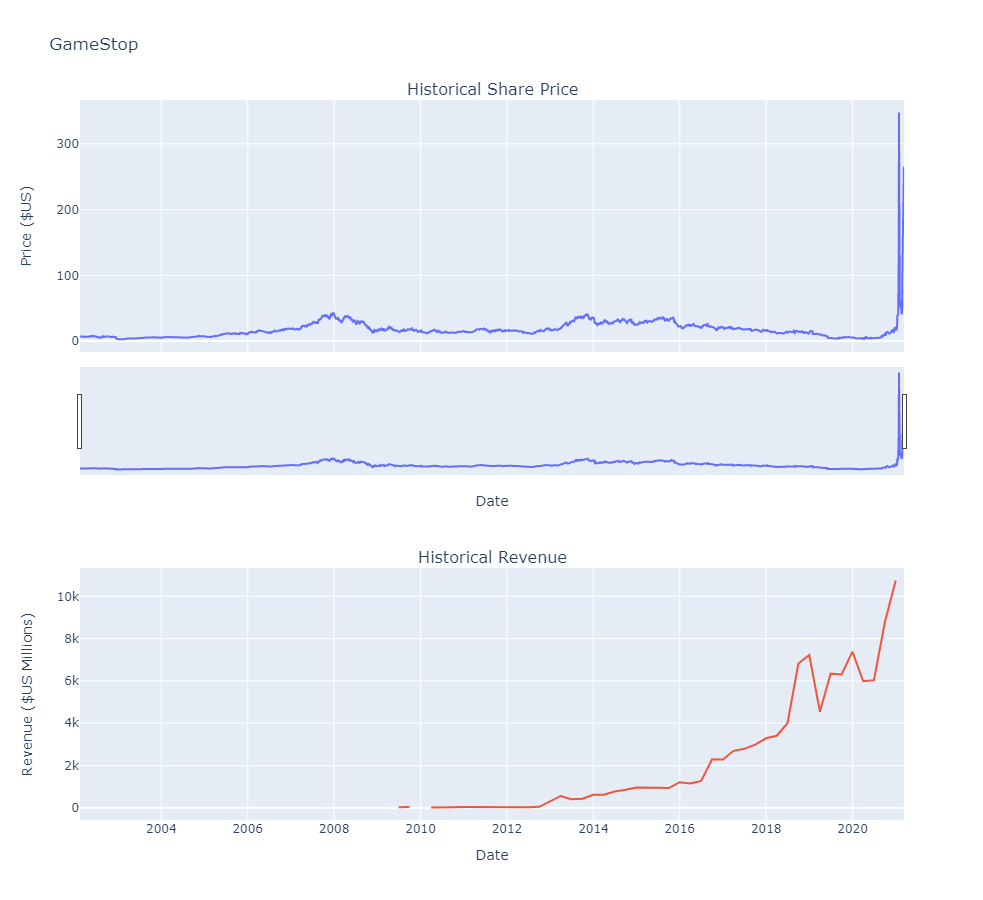 GameStop
Historical Share Price
Price ($US)
300
200
100
0
Date
Historical Revenue
Revenue ($US Millions)
10k
8k
6k
4k
2k
0
2004 2006 2008 2010 2012 2014 2016 2018 2020
Date